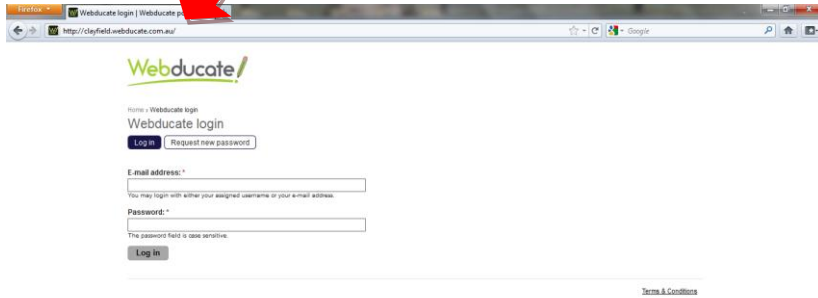 Firefox
Webducate login | Webducate p
http://clayfield.webducate.com.au/
Google
Webducate
Home » Webducate login
Webducate login
Log in
Request new password
E-mail address: *
You may login with either your assigned username or your e-mail address.
Password: *
The password field is case sensitive.
Log in
Terms & Conditions